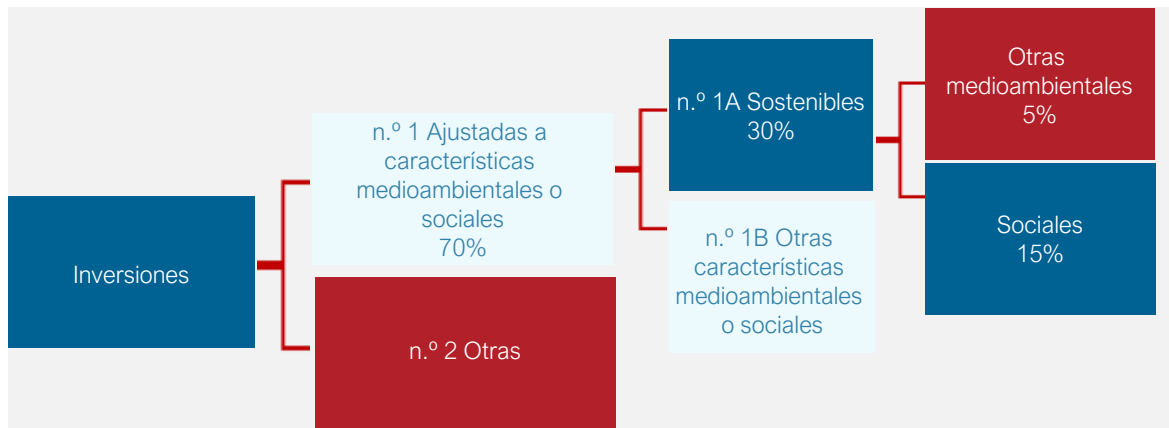 Inversiones
n.º 1 Ajustadas a
características
medioambientales o
sociales
70%
n.º 2 Otras
n.º 1A Sostenibles
30%
n.º 1B Otras
características
medioambientales
o sociales
Otras
medioambientales
5%
Sociales
15%